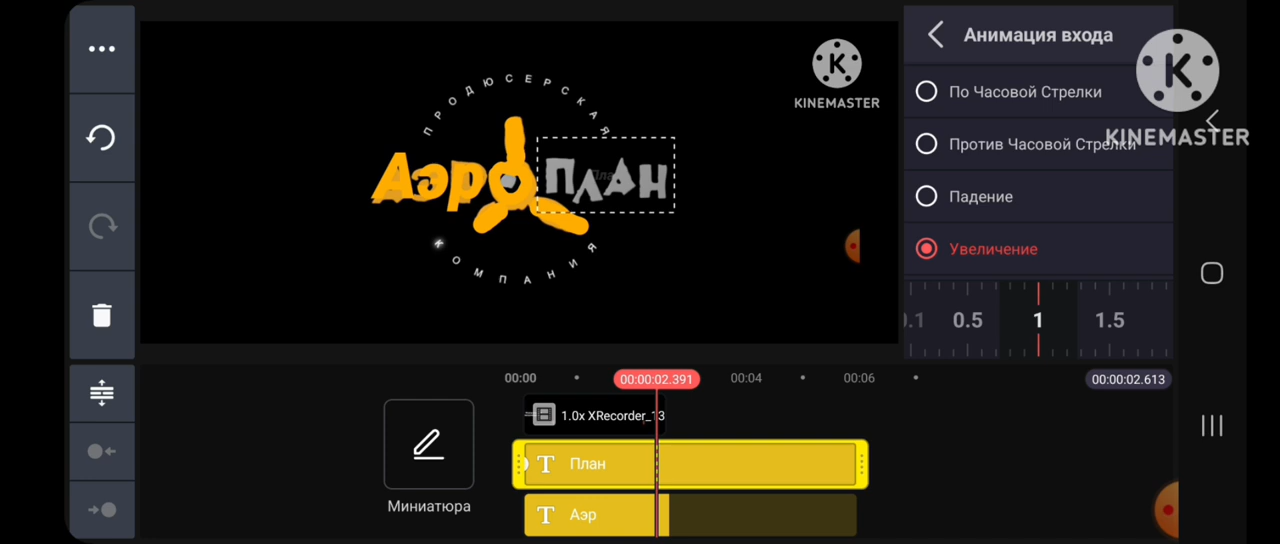 Анимация входа
По Часовой Стрелки
Против Часовой Стрелки
Падение
Увеличение
0.5 1 1.5
KINEMASTER
KINEMASTER
ПРОДЮСЕРСКАЯ
АэроПЛАН
КОМПАНИЯ
00:00 00:00:02.391 00:04 00:06 00:00:02.613
1.0x XRecorder_13
План
Аэр
Миниатюра